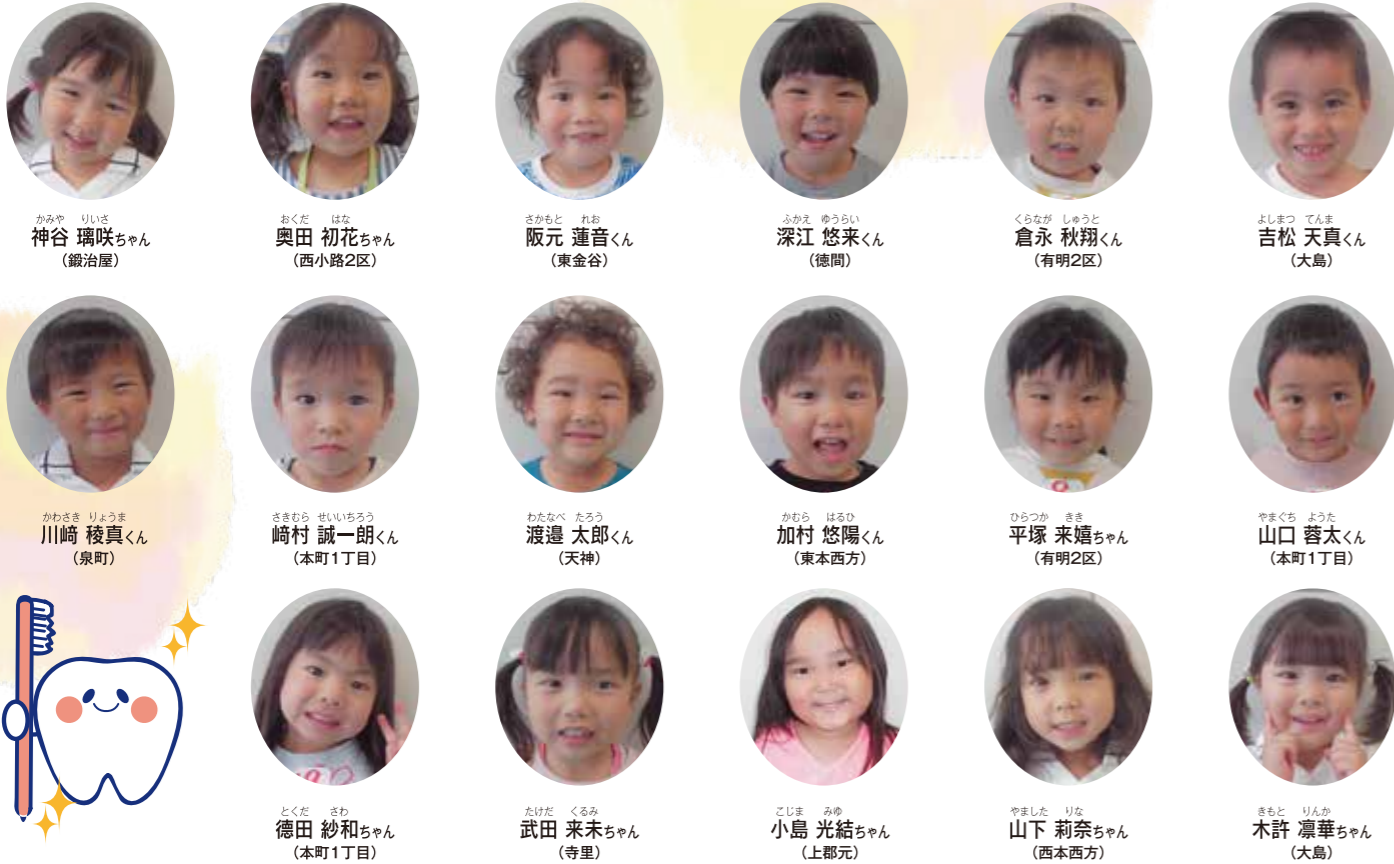 かみや りいさ
神谷 璃咲ちゃん
（鍛治屋）
おくだ はな
奥田 初花ちゃん
（西小路2区）
さかもと れお
阪元 蓮音くん
（東金谷）
ふかえ ゆうらい
深江 悠来くん
（徳間）
くらなが しゅうと
倉永 秋翔くん
（有明2区）
よしまつ てんま
吉松 天真くん
（大島）
かわさき りょうま
川﨑 稜真くん
（泉町）
さきむら せいいちろう
﨑村 誠一朗くん
（本町1丁目）
わたなべ たろう
渡邉 太郎くん
（天神）
かむら はるひ
加村 悠陽くん
（東本西方）
ひらつか きき
平塚 来嬉ちゃん
（有明2区）
やまぐち ようた
山口 蓉太くん
（本町1丁目）
とくだ さわ
德田 紗和ちゃん
（本町1丁目）
たけだ くるみ
武田 来未ちゃん
（寺里）
こじま みゆ
小島 光結ちゃん
（上郡元）
やました りな
山下 莉奈ちゃん
（西本西方）
きもと りんか
木許 凛華ちゃん
（大島）